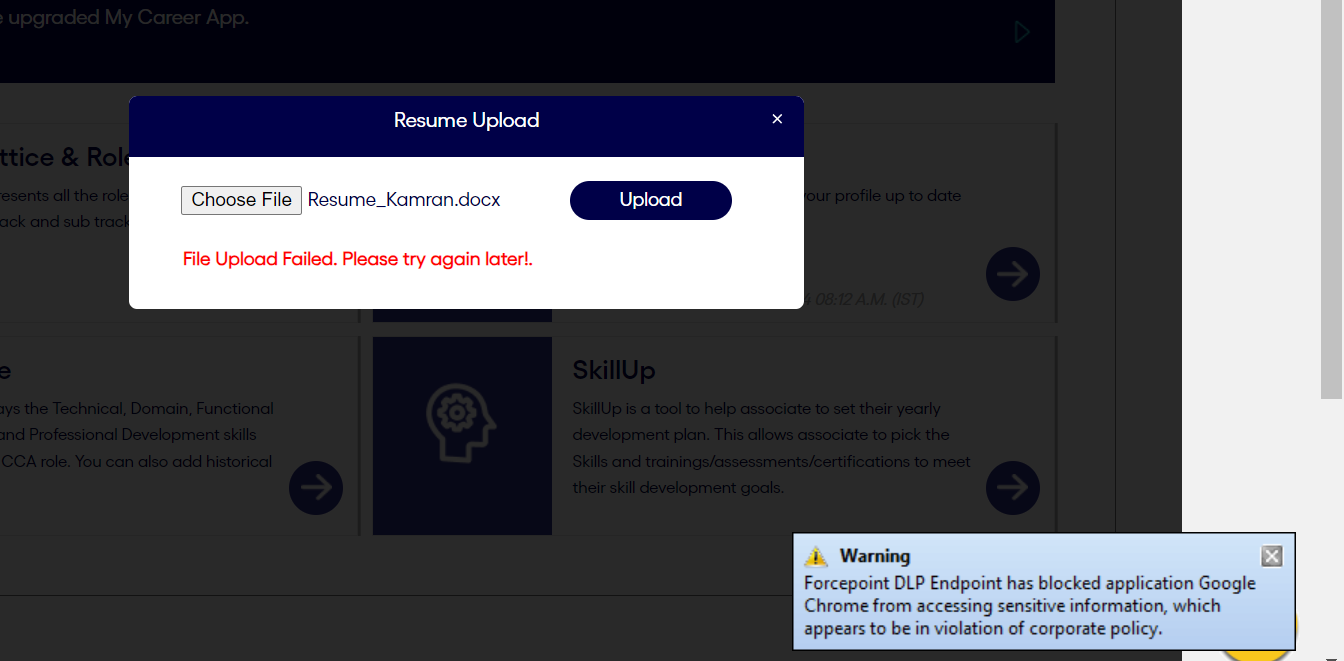 e upgraded My Career App.
Resume Upload
×
Choose File Resume_Kamran.docx
Upload
File Upload Failed. Please try again later!.
ttice & Role
resents all the role
ack and sub track
your profile up to date
08:12 A.M. (IST)
e
ays the Technical, Domain, Functional
and Professional Development skills
CCA role. You can also add historical
SkillUp
SkillUp is a tool to help associate to set their yearly
development plan. This allows associate to pick the
Skills and trainings/assessments/certifications to meet
their skill development goals.
Warning
Forcepoint DLP Endpoint has blocked application Google
Chrome from accessing sensitive information, which
appears to be in violation of corporate policy.